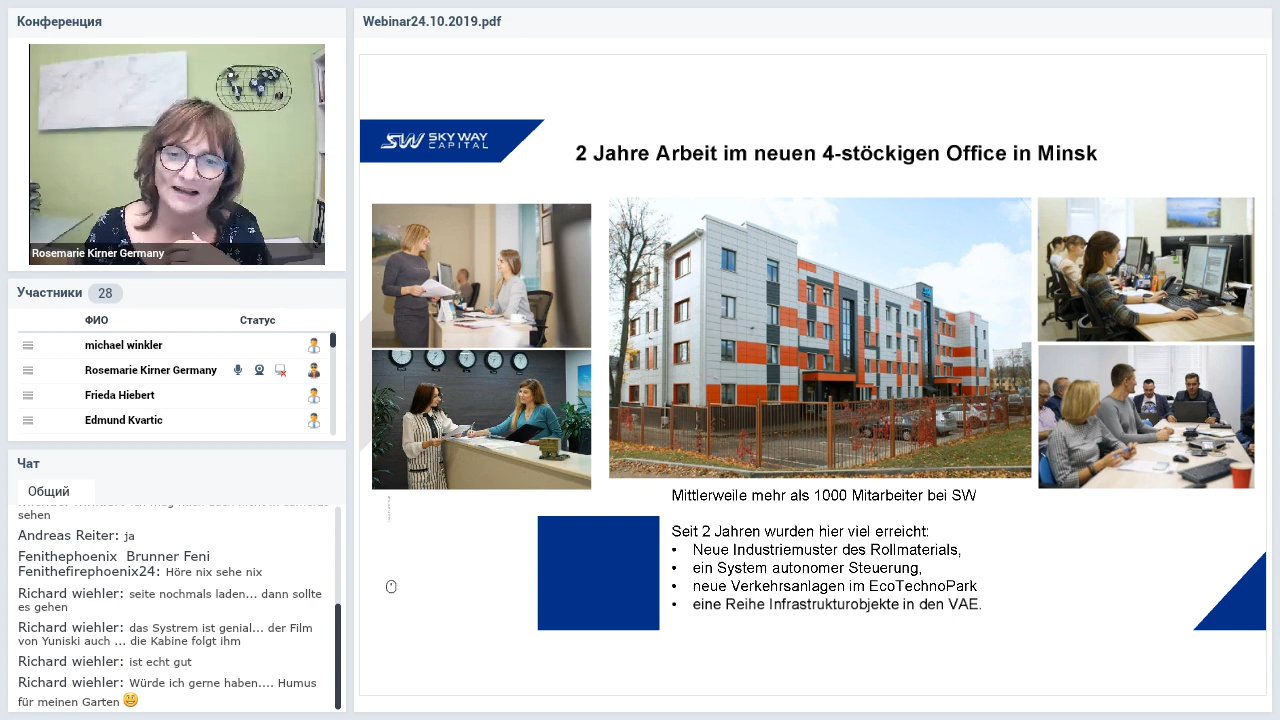 Конференция
Rosemarie Kirner Germany
Участники 28
ФИО Статус
michael winkler
Rosemarie Kirner Germany
Frieda Hiebert
Edmund Kvartic
Чат
Общий
sehen
Andreas Reiter: ja
Fenithephoenix Brunner Feni
Fenithefirephoenix24: Höre nix sehe nix
Richard wiehler: seite nochmals laden... dann sollte
es gehen
Richard wiehler: das Systrem ist genial... der Film
von Yuniski auch ... die Kabine folgt ihm
Richard wiehler: ist echt gut
Richard wiehler: Würde ich gerne haben.... Humus
für meinen Garten
Webinar24.10.2019.pdf
SW SKYWAY
CAPITAL
2 Jahre Arbeit im neuen 4-stöckigen Office in Minsk
Mittlerweile mehr als 1000 Mitarbeiter bei SW
Seit 2 Jahren wurden hier viel erreicht:
• Neue Industriemuster des Rollmaterials,
• ein System autonomer Steuerung,
• neue Verkehrsanlagen im EcoTechnoPark
• eine Reihe Infrastrukturobjekte in den VAE.